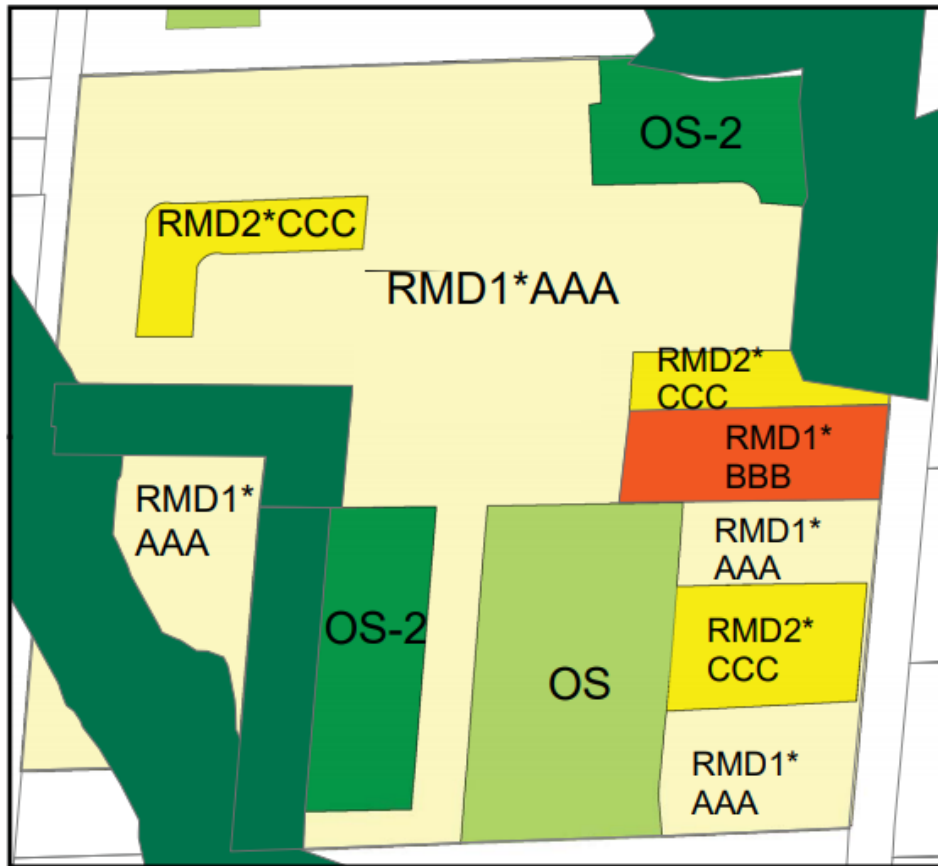 OS-2
RMD2*CCC
RMD1*AAA
RMD2*
CCC
RMD1*
BBB
RMD1*
AAA
RMD1*
AAA
OS-2
RMD2*
CCC
OS
RMD1*
AAA